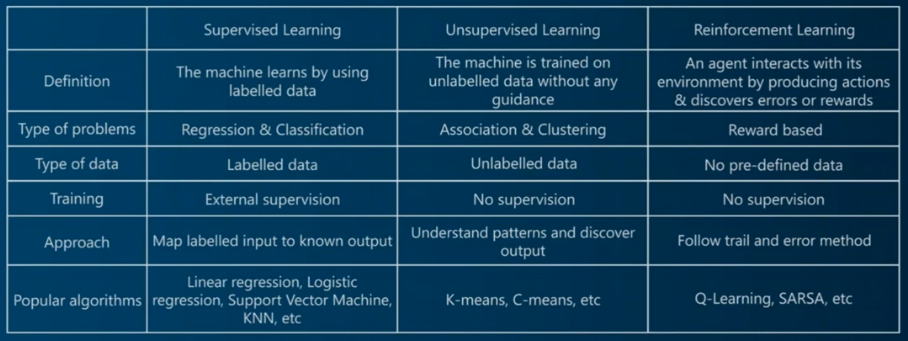 Supervised Learning
Unsupervised Learning
Reinforcement Learning
Definition
The machine learns by using
labelled data
The machine is trained on
unlabelled data without any
guidance
An agent interacts with its
environment by producing actions
& discovers errors or rewards
Type of problems
Regression & Classification
Association & Clustering
Reward based
Type of data
Labelled data
Unlabelled data
No pre-defined data
Training
External supervision
No supervision
No supervision
Approach
Map labelled input to known output
Understand patterns and discover
output
Follow trail and error method
Popular algorithms
Linear regression, Logistic
regression, Support Vector Machine,
KNN, etc
K-means, C-means, etc
Q-Learning, SARSA, etc